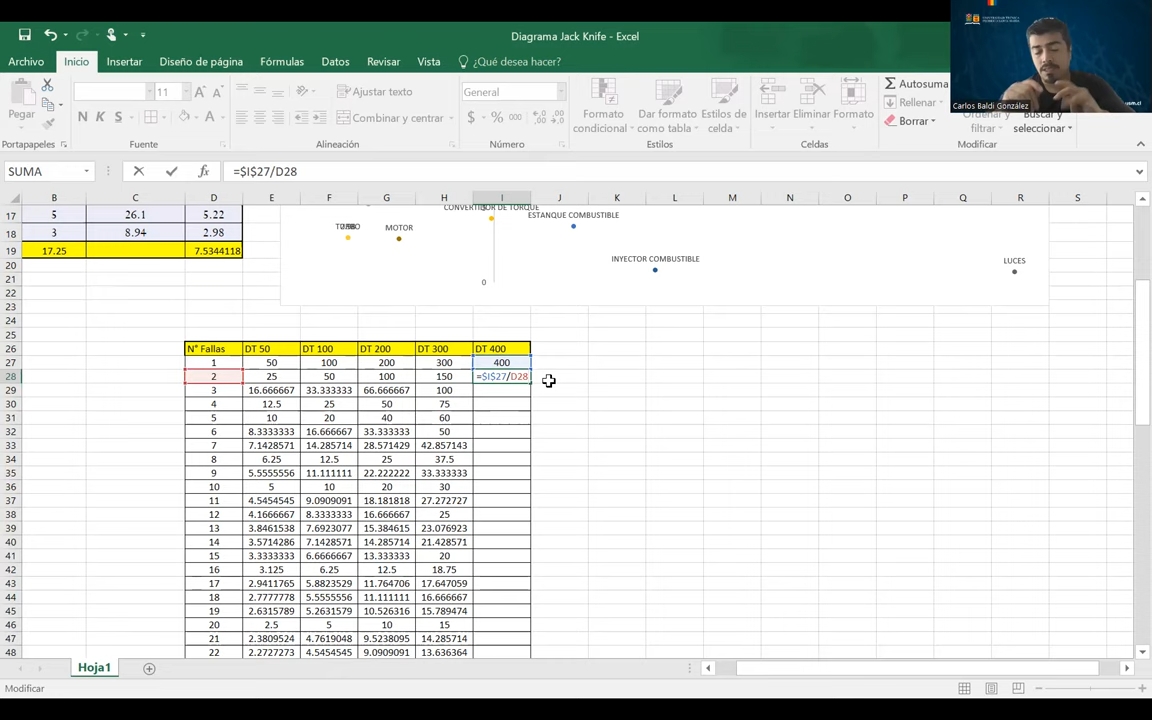 Diagrama Jack Knife - Excel
Archivo Inicio Insertar Diseño de página Fórmulas Datos Revisar Vista ¿Qué desea hacer?
Pegar
N K S
11 A A
Ajustar texto
Combinar y centrar
General
$ % 000
Formato condicional
Dar formato como tabla
Estilos de celda
Insertar Eliminar Formato
Autosuma
Rellenar
Borrar
Ordenar y filtrar
Buscar y seleccionar
Portapapeles Fuente Alineación Número Estilos Celdas Modificar
Carlos Baldi González
SUMA =$I$27/D28
B C D E F G H I J K L M N O P Q R S
17 5 26.1 5.22
18 3 8.94 2.98
19 17.25 7.5344118
CONVERTIDOR DE TORQUE
ESTANQUE COMBUSTIBLE
MOTOR
INYECTOR COMBUSTIBLE
LUCES
0
20
21
22
23
24
25
26 N° Fallas DT 50 DT 100 DT 200 DT 300 DT 400
27 1 50 100 200 300 400
28 2 25 50 100 150 =$I$27/D28
29 3 16.666667 33.333333 66.666667 100
30 4 12.5 25 50 75
31 5 10 20 40 60
32 6 8.3333333 16.666667 33.333333 50
33 7 7.1428571 14.285714 28.571429 42.857143
34 8 6.25 12.5 25 37.5
35 9 5.5555556 11.111111 22.222222 33.333333
36 10 5 10 20 30
37 11 4.5454545 9.0909091 18.181818 27.272727
38 12 4.1666667 8.3333333 16.666667 25
39 13 3.8461538 7.6923077 15.384615 23.076923
40 14 3.5714286 7.1428571 14.285714 21.428571
41 15 3.3333333 6.6666667 13.333333 20
42 16 3.125 6.25 12.5 18.75
43 17 2.9411765 5.8823529 11.764706 17.647059
44 18 2.7777778 5.5555556 11.111111 16.666667
45 19 2.6315789 5.2631579 10.526316 15.789474
46 20 2.5 5 10 15
47 21 2.3809524 4.7619048 9.5238095 14.285714
48 22 2.2727273 4.5454545 9.0909091 13.636364
Hoja1
Modificar